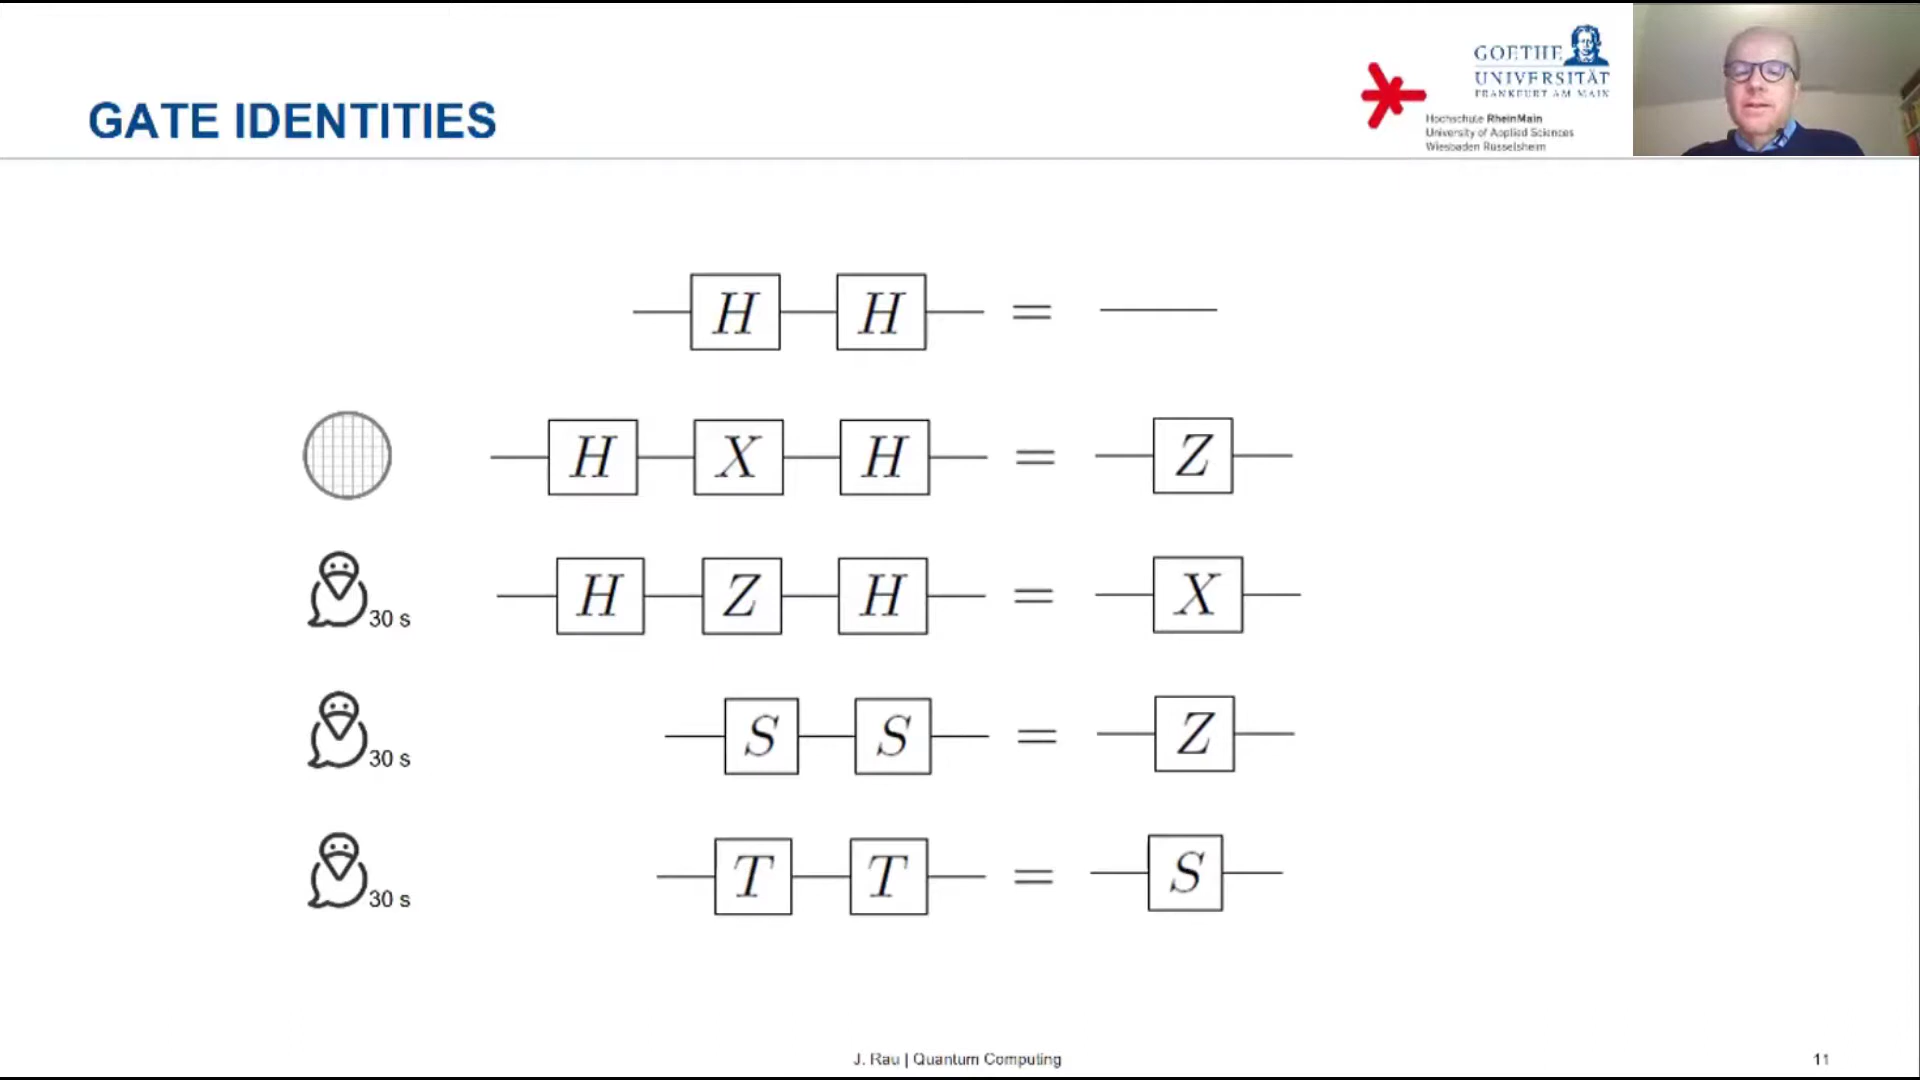 GOETHE
UNIVERSITÄT
FRANKFURT AM MAIN
Hochschule RheinMain
University of Applied Sciences
Wiesbaden Rüsselsheim
GATE IDENTITIES
H H =
H X H = Z
H Z H = X
30 s
S S = Z
30 s
T T = S
30 s
J. Rau | Quantum Computing
11